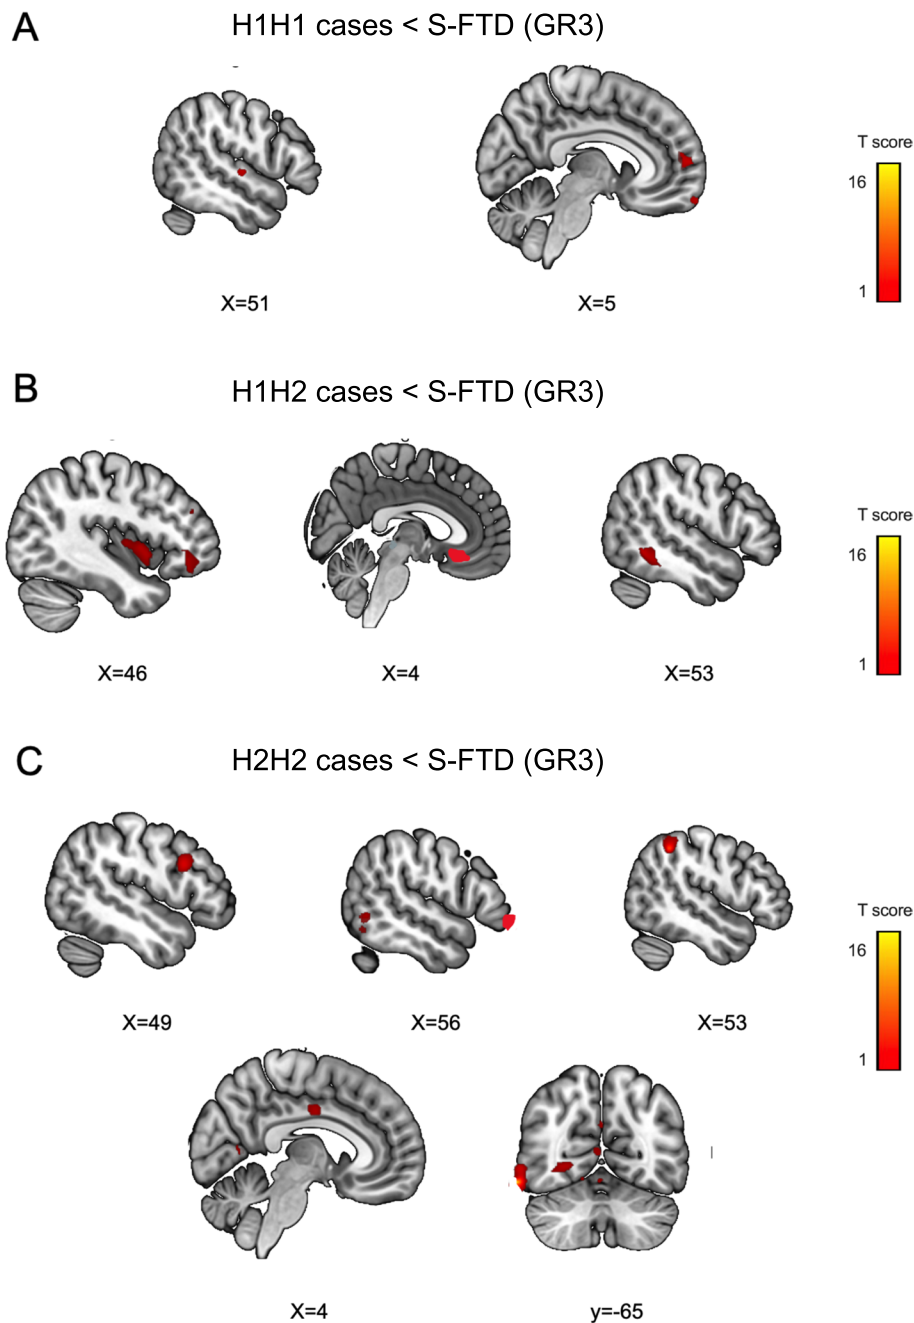 A
H1H1 cases < S-FTD (GR3)
T score
16
1
X=51
X=5
B
H1H2 cases < S-FTD (GR3)
T score
16
1
X=46
X=4
X=53
C
H2H2 cases < S-FTD (GR3)
T score
16
1
X=49
X=56
X=53
X=4
y=-65